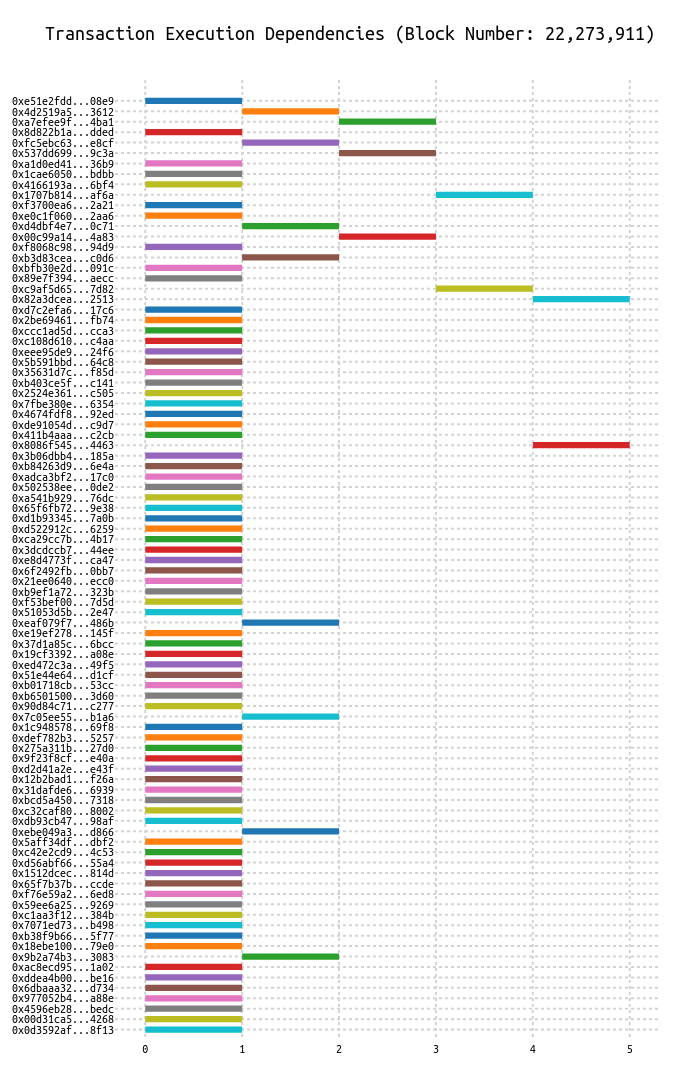 Transaction Execution Dependencies (Block Number: 22,273,911)
0xe51e2fdd...08e9
0x4d2519a5...3612
0xa7efee9f...4ba1
0x8d822b1a...dded
0xfc5ebc63...e8cf
0x537dd699...9c3a
0xa1d0ed41...36b9
0x1cae6050...bdbb
0x4166193a...6bf4
0x1707b814...af6a
0xf3700ea6...2a21
0xe0c1f060...2aa6
0xd4dbf4e7...0c71
0x00c99a14...4a83
0xf8068c98...94d9
0xb3d83cea...c0d6
0xbfb30e2d...091c
0x89e7f394...aecc
0xc9af5d65...7d82
0x82a3dcea...2513
0xd7c2efa6...17c6
0x2be69461...fb74
0xccc1ad5d...cca3
0xc108d610...c4aa
0xeee95de9...24f6
0x5b591bbd...64c8
0x35631d7c...f85d
0xb403ce5f...c141
0x2524e361...c505
0x7fbe380e...6354
0x4674fdf8...92ed
0xde91054d...c9d7
0x411b4aaa...c2cb
0x8086f545...4463
0x3b06dbb4...185a
0xb84263d9...6e4a
0xadca3bf2...17c0
0x502538ee...0de2
0xa541b929...76dc
0x65f6fb72...9e38
0xd1b93345...7a0b
0xd522912c...6259
0xca29cc7b...4b17
0x3dcdccb7...44ee
0xe8d4773f...ca47
0x6f2492fb...0bb7
0x21ee0640...ecc0
0xb9ef1a72...323b
0xf53bef00...7d5d
0x51053d5b...2e47
0xeaf079f7...486b
0xe19ef278...145f
0x37d1a85c...6bcc
0x19cf3392...a08e
0xed472c3a...49f5
0x51e44e64...d1cf
0xb01718cb...53cc
0xb6501500...3d60
0x90d84c71...c277
0x7c05ee55...b1a6
0x1c948578...69f8
0xdef782b3...5257
0x275a311b...27d0
0x9f23f8cf...e40a
0xd2d41a2e...e43f
0x12b2bad1...f26a
0x31dafde6...6939
0xbcd5a450...7318
0xc32caf80...8002
0xdb93cb47...98af
0xebe049a3...d866
0x5aff34df...dbf2
0xc42e2cd9...4c53
0xd56abf66...55a4
0x1512dcec...814d
0x65f7b37b...ccde
0xf76e59a2...6ed8
0x59ee6a25...9269
0xc1aa3f12...384b
0x7071ed73...b498
0xb38f9b66...5f77
0x18ebe100...79e0
0x9b2a74b3...3083
0xac8ecd95...1a02
0xddea4b00...be16
0x6dbaaa32...d734
0x977052b4...a88e
0x4596eb28...bedc
0x00d31ca5...4268
0x0d3592af...8f13
0 1 2 3 4 5